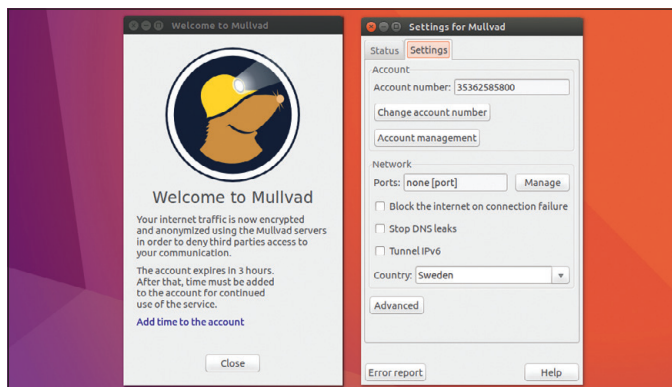 Welcome to Mullvad
Welcome to Mullvad
Your internet traffic is now encrypted
and anonymized using the Mullvad servers
in order to deny third parties access to
your communication.
The account expires in 3 hours.
After that, time must be added
to the account for continued
use of the service.
Add time to the account
Close
Settings for Mullvad
Status Settings
Account
Account number: 35362585800
Change account number
Account management
Network
Ports: none [port] Manage
Block the internet on connection failure
Stop DNS leaks
Tunnel IPv6
Country: Sweden
Advanced
Error report Help